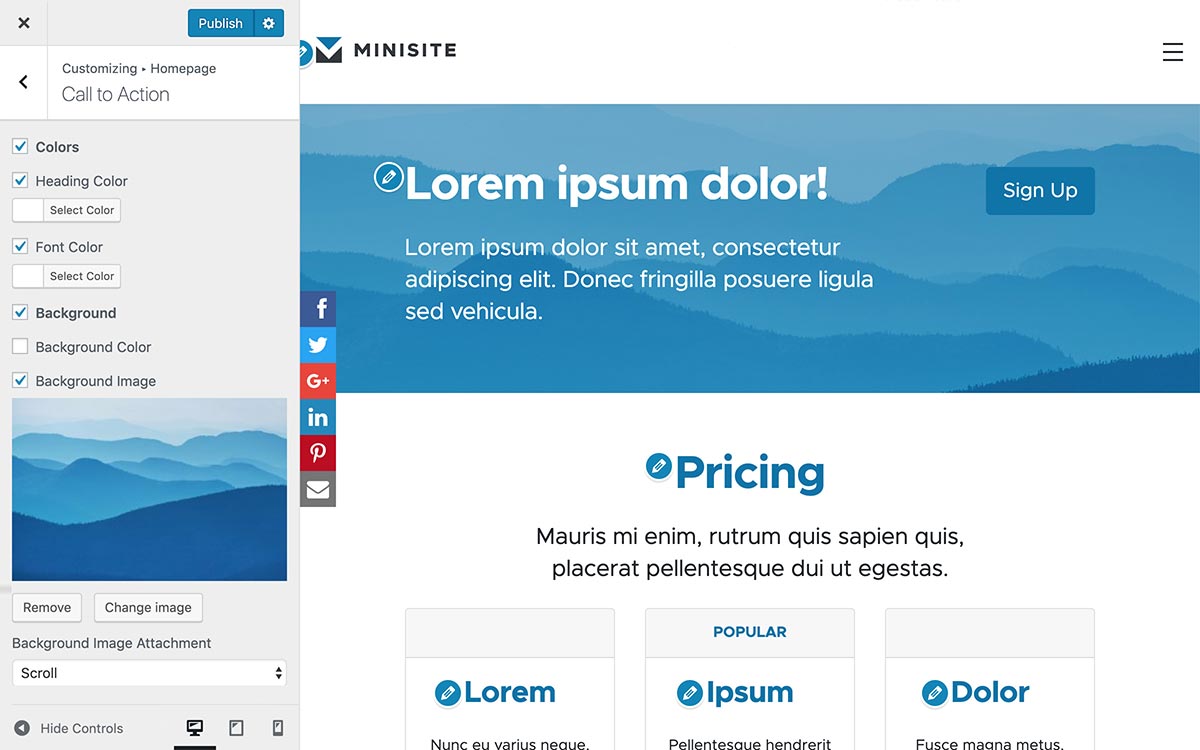 Publish
Customizing ▸ Homepage
Call to Action
Colors
Heading Color
Select Color
Font Color
Select Color
Background
Background Color
Background Image
Remove
Change image
Background Image Attachment
Scroll
Hide Controls
MINISITE
Lorem ipsum dolor!
Sign Up
Lorem ipsum dolor sit amet, consectetur
adipiscing elit. Donec fringilla posuere ligula
sed vehicula.
f
G+
in
Pricing
Mauris mi enim, rutrum quis sapien quis,
placerat pellentesque dui ut egestas.
POPULAR
Lorem
Ipsum
Dolor
Nunc eu varius neque,
Pellentesque hendrerit
Fusce magna metus,